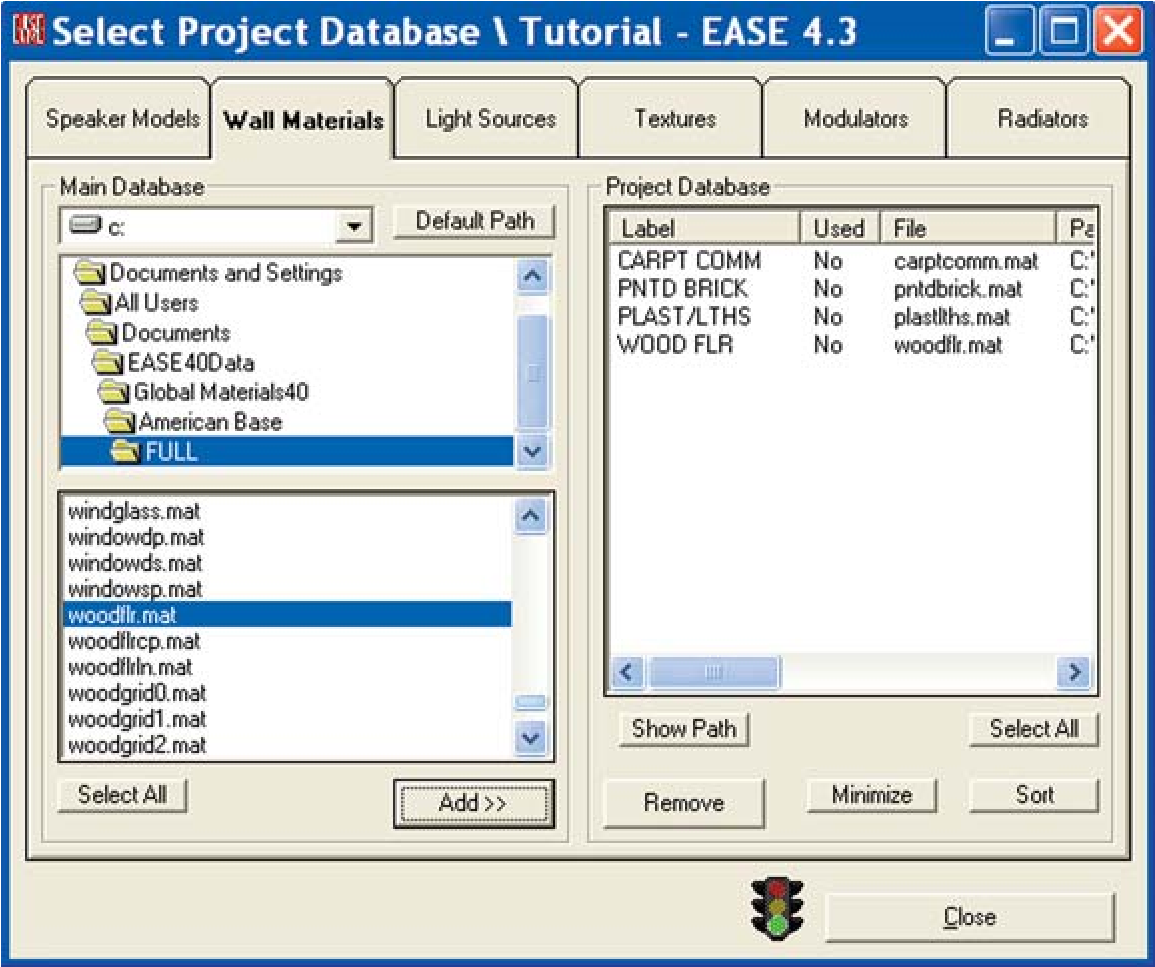 EASE Select Project Database \ Tutorial - EASE 4.3
Speaker Models Wall Materials Light Sources Textures Modulators Radiators
Main Database
c: Default Path
Documents and Settings
All Users
Documents
EASE40Data
Global Materials40
American Base
FULL
windglass.mat
windowdp.mat
windowds.mat
windowsp.mat
woodflr.mat
woodflrcp.mat
woodflrln.mat
woodgrid0.mat
woodgrid1.mat
woodgrid2.mat
Select All Add >>
Project Database
Label Used File Pa
CARPT COMM No carptcomm.mat C:'
PNTD BRICK No pntdbrick.mat C:'
PLAST/LTHS No plastlths.mat C:'
WOOD FLR No woodflr.mat C:'
Show Path Select All
Remove Minimize Sort
Close